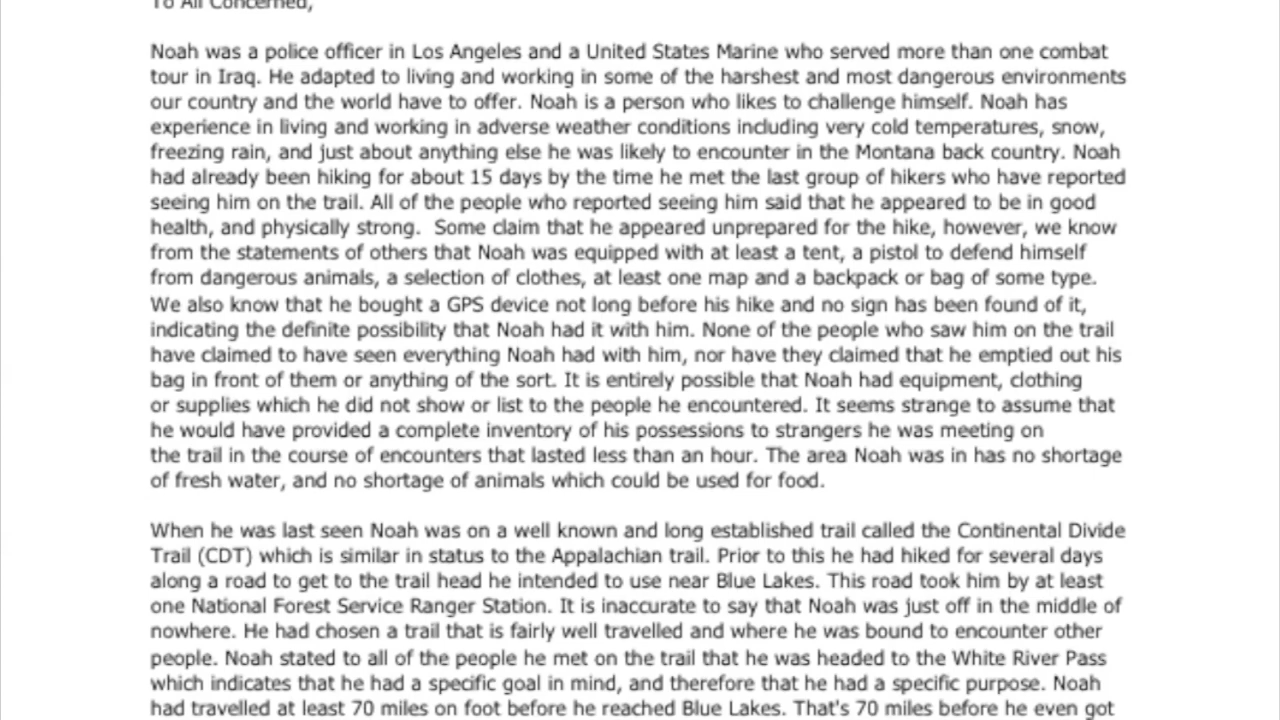 To All Concerned,
Noah was a police officer in Los Angeles and a United States Marine who served more than one combat
tour in Iraq. He adapted to living and working in some of the harshest and most dangerous environments
our country and the world have to offer. Noah is a person who likes to challenge himself. Noah has
experience in living and working in adverse weather conditions including very cold temperatures, snow,
freezing rain, and just about anything else he was likely to encounter in the Montana back country. Noah
had already been hiking for about 15 days by the time he met the last group of hikers who have reported
seeing him on the trail. All of the people who reported seeing him said that he appeared to be in good
health, and physically strong.  Some claim that he appeared unprepared for the hike, however, we know
from the statements of others that Noah was equipped with at least a tent, a pistol to defend himself
from dangerous animals, a selection of clothes, at least one map and a backpack or bag of some type.
We also know that he bought a GPS device not long before his hike and no sign has been found of it,
indicating the definite possibility that Noah had it with him. None of the people who saw him on the trail
have claimed to have seen everything Noah had with him, nor have they claimed that he emptied out his
bag in front of them or anything of the sort. It is entirely possible that Noah had equipment, clothing
or supplies which he did not show or list to the people he encountered. It seems strange to assume that
he would have provided a complete inventory of his possessions to strangers he was meeting on
the trail in the course of encounters that lasted less than an hour. The area Noah was in has no shortage
of fresh water, and no shortage of animals which could be used for food.
When he was last seen Noah was on a well known and long established trail called the Continental Divide
Trail (CDT) which is similar in status to the Appalachian trail. Prior to this he had hiked for several days
along a road to get to the trail head he intended to use near Blue Lakes. This road took him by at least
one National Forest Service Ranger Station. It is inaccurate to say that Noah was just off in the middle of
nowhere. He had chosen a trail that is fairly well travelled and where he was bound to encounter other
people. Noah stated to all of the people he met on the trail that he was headed to the White River Pass
which indicates that he had a specific goal in mind, and therefore that he had a specific purpose. Noah
had travelled at least 70 miles on foot before he reached Blue Lakes. That's 70 miles before he even got